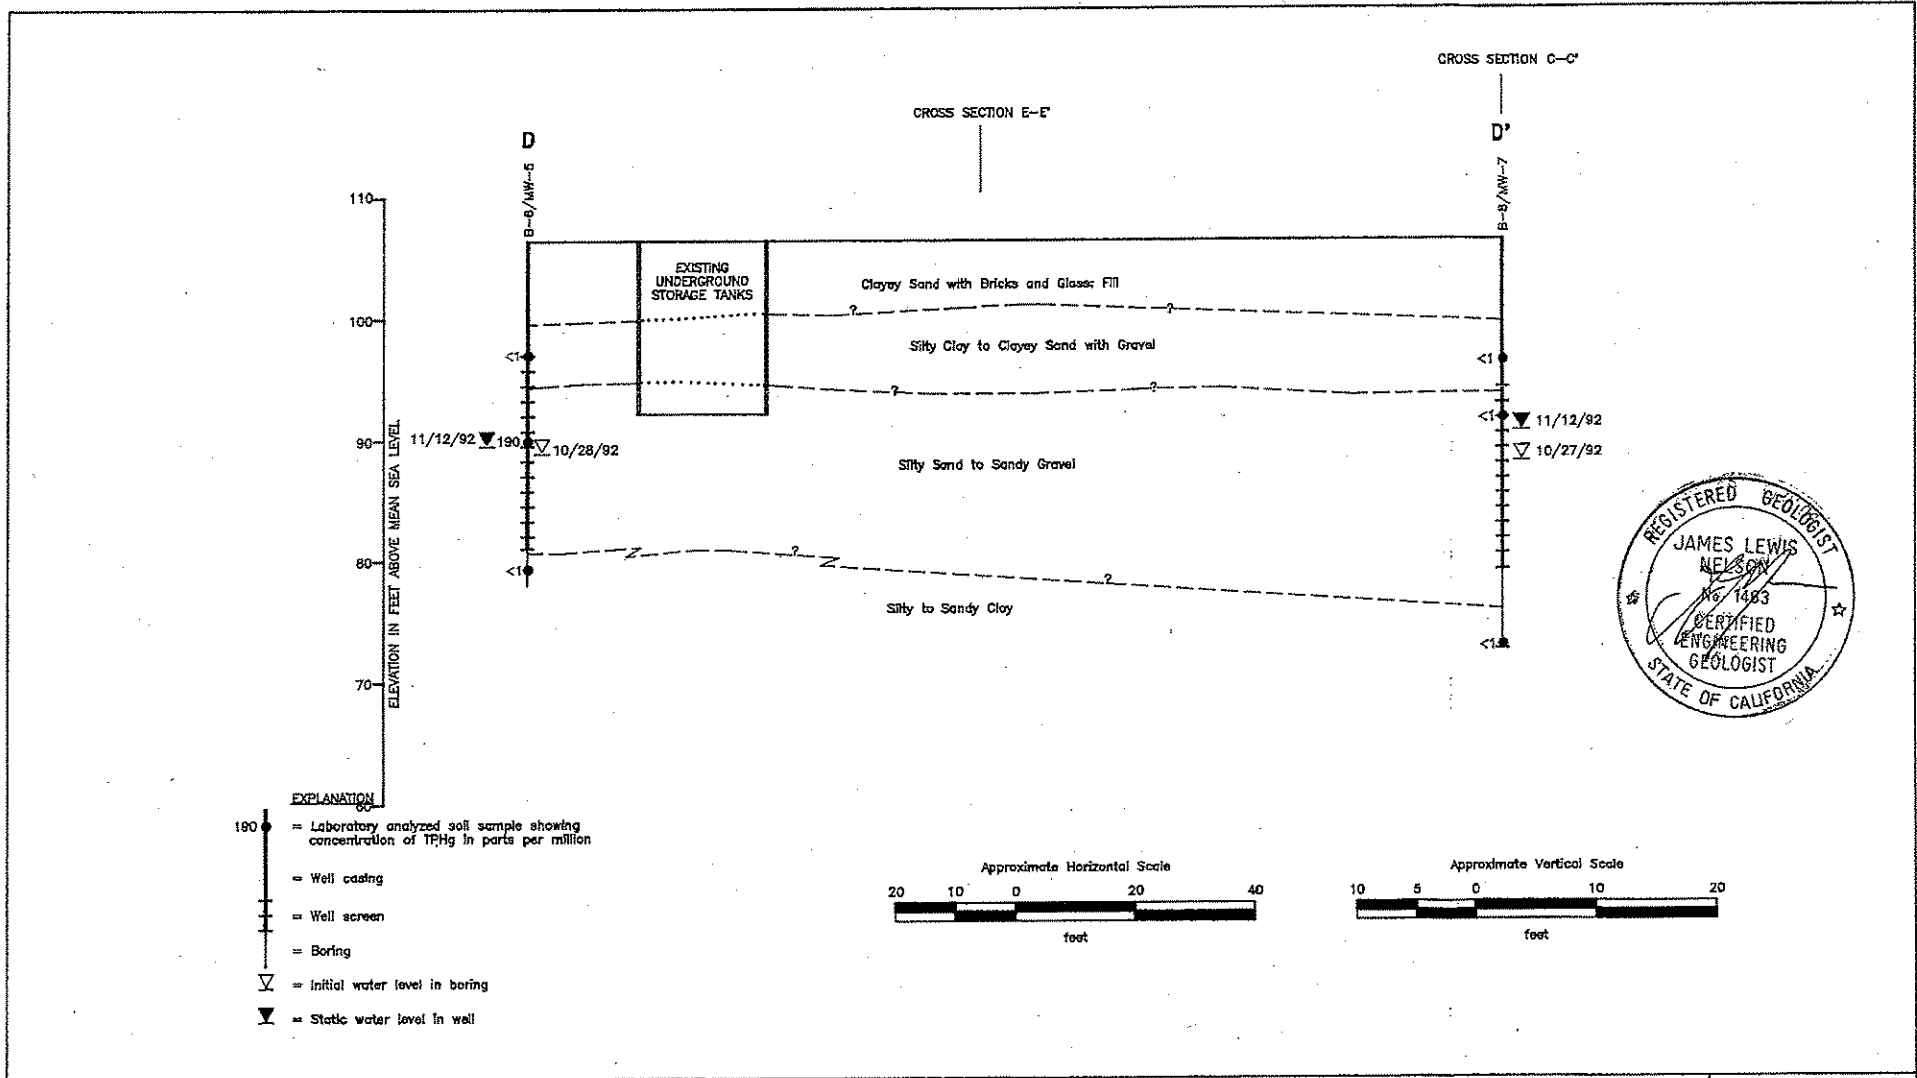 CROSS SECTION C-C'
CROSS SECTION E-E'
D
D'
B-6/MW-5
B-8/MW-7
110
100
90
80
70
60
ELEVATION IN FEET ABOVE MEAN SEA LEVEL
EXISTING
UNDERGROUND
STORAGE TANKS
Clayey Sand with Bricks and Glass: Fill
?
?
Silty Clay to Clayey Sand with Gravel
<1
<1
?
?
<1
11/12/92
190
10/28/92
11/12/92
10/27/92
Silty Sand to Sandy Gravel
?
?
<1
Silty to Sandy Clay
<1
REGISTERED GEOLOGIST
JAMES LEWIS
NELSON
No. 1463
CERTIFIED
ENGINEERING
GEOLOGIST
STATE OF CALIFORNIA
EXPLANATION
190 = Laboratory analyzed soil sample showing
concentration of TPHg in parts per million
= Well casing
= Well screen
= Boring
= Initial water level in boring
= Static water level in well
Approximate Horizontal Scale
20 10 0 20 40
feet
Approximate Vertical Scale
10 5 0 10 20
feet